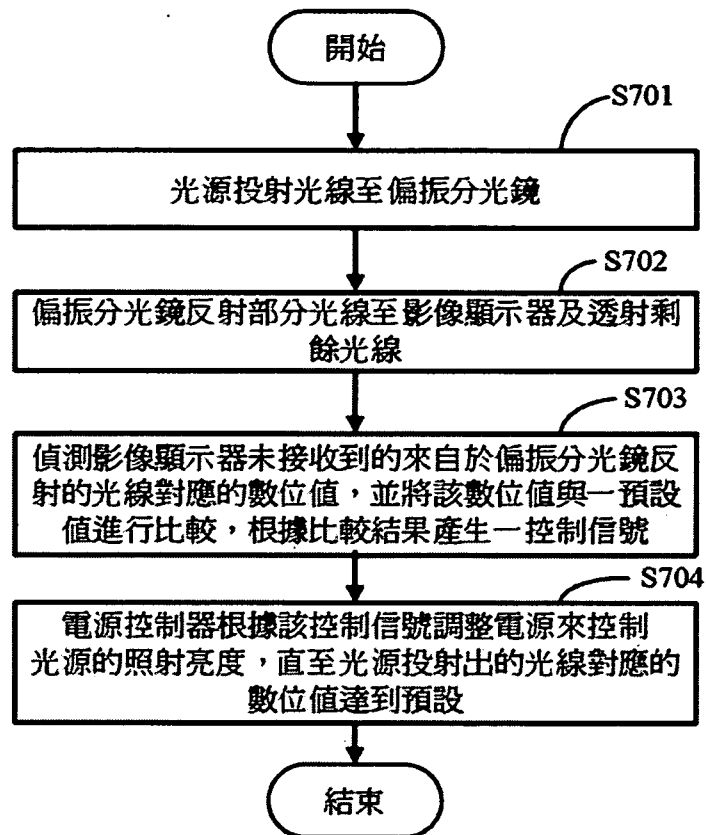 開始
S701
光源投射光線至偏振分光鏡
S702
偏振分光鏡反射部分光線至影像顯示器及透射剩
餘光線
S703
偵測影像顯示器未接收到的來自於偏振分光鏡反
射的光線對應的數位值，並將該數位值與一預設
值進行比較，根據比較結果產生一控制信號
S704
電源控制器根據該控制信號調整電源來控制
光源的照射亮度，直至光源投射出的光線對應的
數位值達到預設
結束